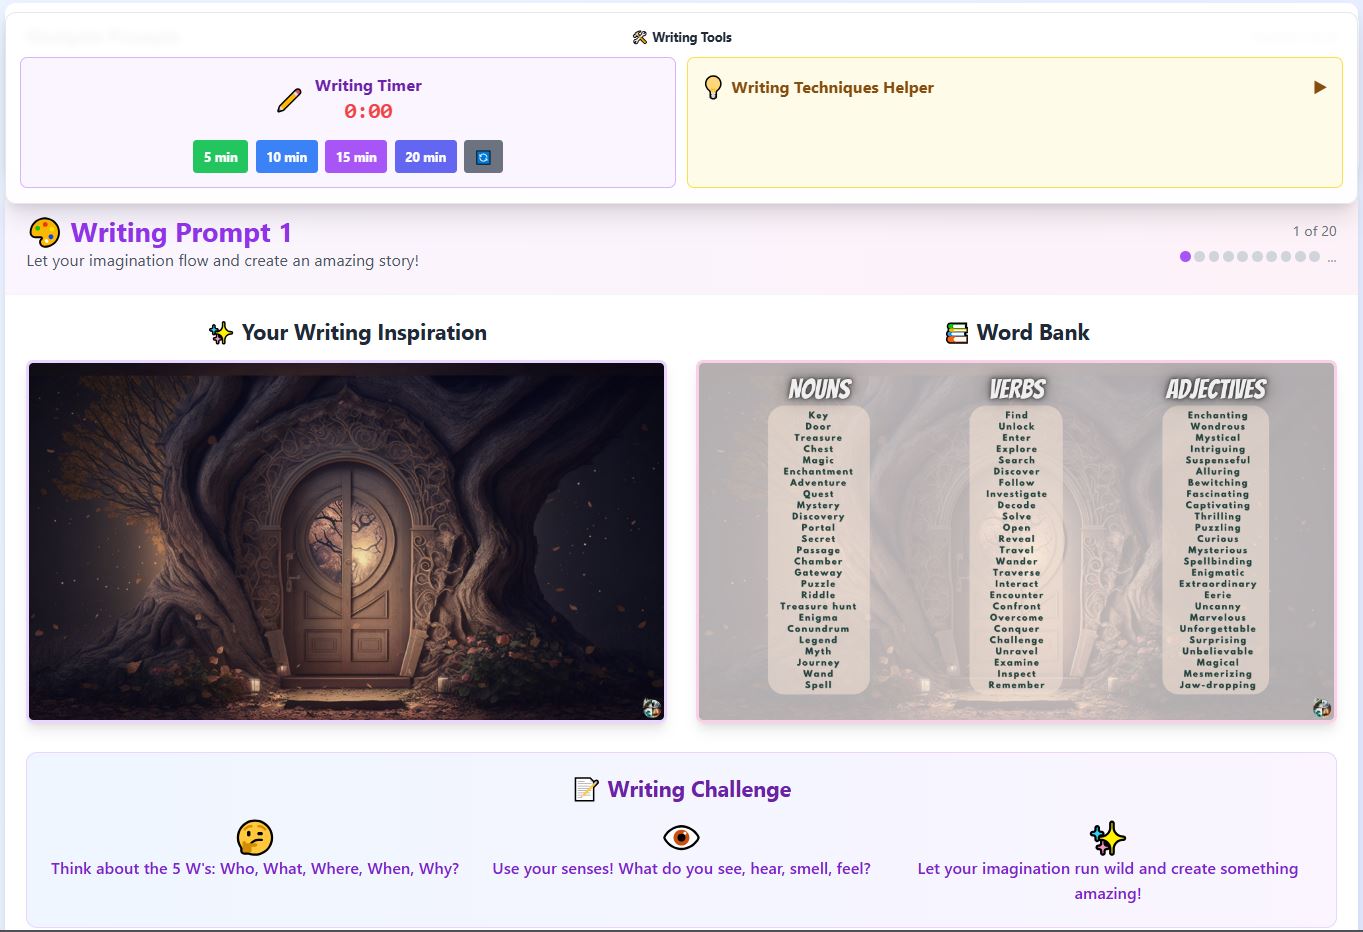 Writing Tools
Writing Timer
0:00
5 min
10 min
15 min
20 min
Writing Techniques Helper
Writing Prompt 1
Let your imagination flow and create an amazing story!
1 of 20
...
Your Writing Inspiration
Word Bank
NOUNS
Key
Door
Treasure
Chest
Magic
Enchantment
Adventure
Quest
Mystery
Discovery
Portal
Secret
Passage
Chamber
Gateway
Puzzle
Riddle
Treasure hunt
Enigma
Conundrum
Legend
Myth
Journey
Wand
Spell
VERBS
Find
Unlock
Enter
Explore
Search
Discover
Follow
Investigate
Decode
Solve
Open
Reveal
Travel
Wander
Traverse
Interact
Encounter
Confront
Overcome
Conquer
Challenge
Unravel
Examine
Inspect
Remember
ADJECTIVES
Enchanting
Wondrous
Mystical
Intriguing
Suspenseful
Alluring
Bewitching
Fascinating
Captivating
Thrilling
Puzzling
Curious
Mysterious
Spellbinding
Enigmatic
Extraordinary
Eerie
Uncanny
Marvelous
Unforgettable
Surprising
Unbelievable
Magical
Mesmerizing
Jaw-dropping
Writing Challenge
Think about the 5 W's: Who, What, Where, When, Why?
Use your senses! What do you see, hear, smell, feel?
Let your imagination run wild and create something
amazing!